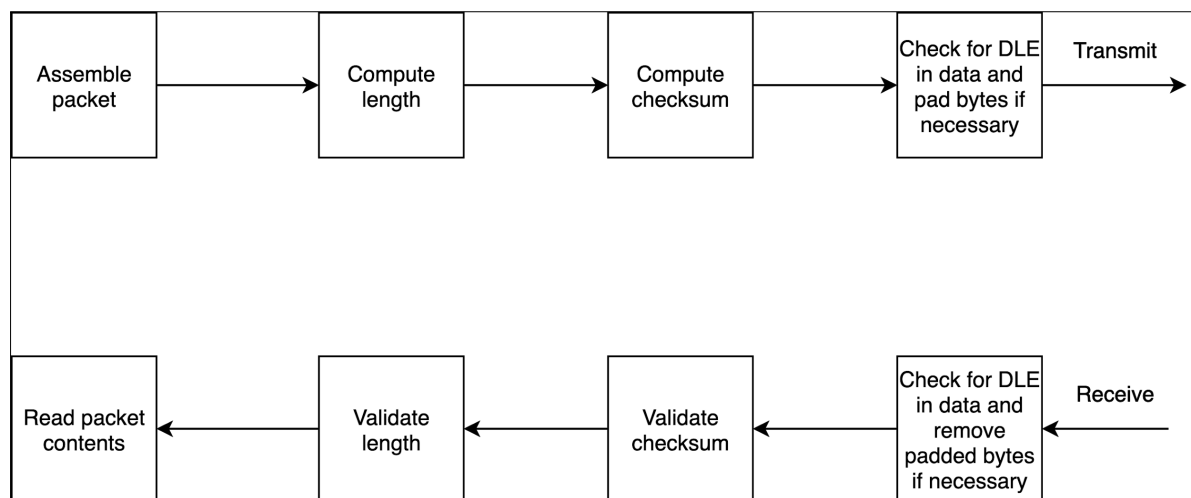 Assemble
packet
Compute
length
Compute
checksum
Check for DLE
in data and
pad bytes if
necessary
Transmit
Read packet
contents
Validate
length
Validate
checksum
Check for DLE
in data and
remove
padded bytes
if necessary
Receive